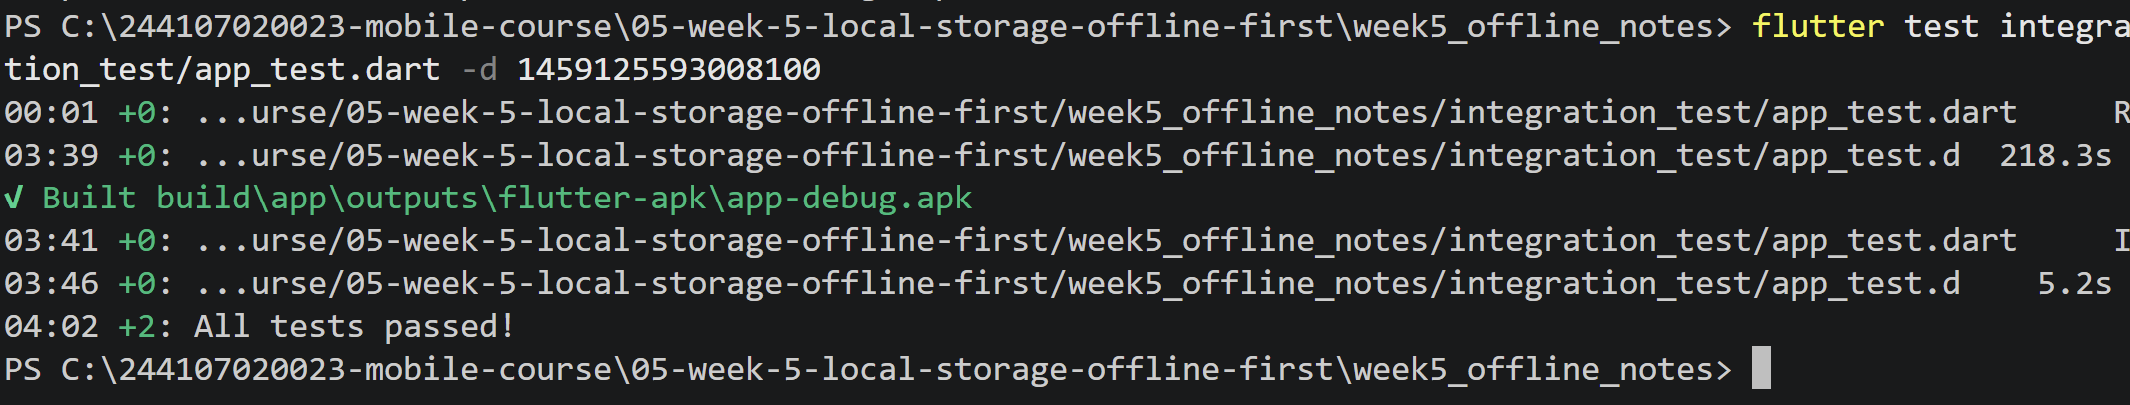 PS C:\244107020023-mobile-course\05-week-5-local-storage-offline-first\week5_offline_notes> flutter test integra
tion_test/app_test.dart -d 1459125593008100
00:01 +0: ...urse/05-week-5-local-storage-offline-first/week5_offline_notes/integration_test/app_test.dart     R
03:39 +0: ...urse/05-week-5-local-storage-offline-first/week5_offline_notes/integration_test/app_test.d  218.3s
√ Built build\app\outputs\flutter-apk\app-debug.apk
03:41 +0: ...urse/05-week-5-local-storage-offline-first/week5_offline_notes/integration_test/app_test.dart     I
03:46 +0: ...urse/05-week-5-local-storage-offline-first/week5_offline_notes/integration_test/app_test.d    5.2s
04:02 +2: All tests passed!
PS C:\244107020023-mobile-course\05-week-5-local-storage-offline-first\week5_offline_notes>